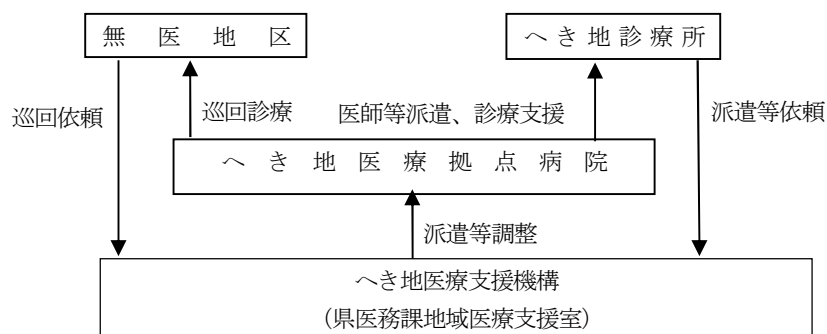 無医地区
へき地診療所
巡回依頼
巡回診療
医師等派遣、診療支援
派遣等依頼
へき地医療拠点病院
派遣等調整
へき地医療支援機構
（県医務課地域医療支援室）